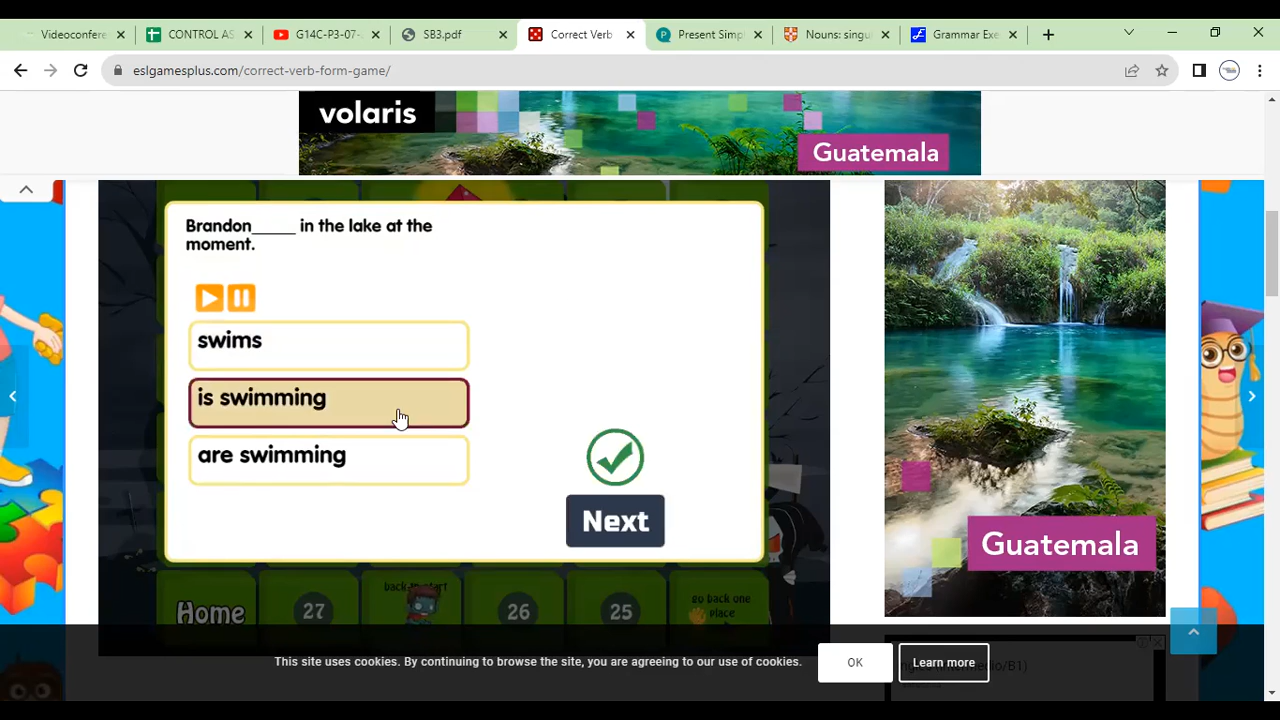 Videoconfere
CONTROL AS
G14C-P3-07-
SB3.pdf
Correct Verb
Present Simp
Nouns: singu
Grammar Exe
eslgamesplus.com/correct-verb-form-game/
volaris
Guatemala
Brandon_____ in the lake at the
moment.
swims
is swimming
are swimming
Next
Guatemala
Home
27
back to start
26
25
go back one
place
This site uses cookies. By continuing to browse the site, you are agreeing to our use of cookies.
OK
Learn more